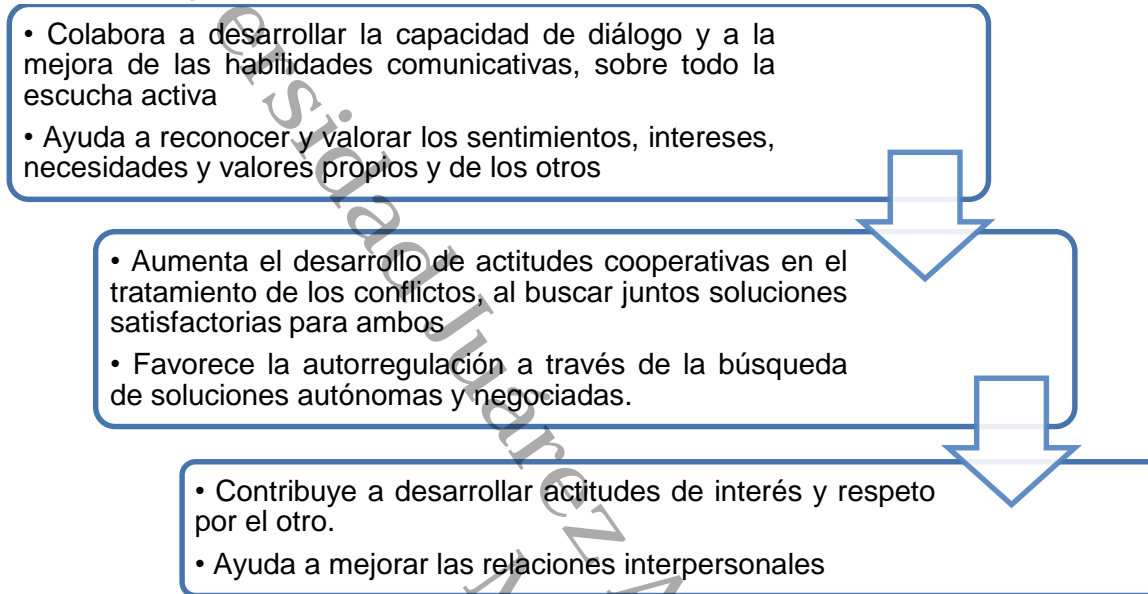 • Colabora a desarrollar la capacidad de diálogo y a la
mejora de las habilidades comunicativas, sobre todo la
escucha activa
• Ayuda a reconocer y valorar los sentimientos, intereses,
necesidades y valores propios y de los otros
• Aumenta el desarrollo de actitudes cooperativas en el
tratamiento de los conflictos, al buscar juntos soluciones
satisfactorias para ambos
• Favorece la autorregulación a través de la búsqueda
de soluciones autónomas y negociadas.
• Contribuye a desarrollar actitudes de interés y respeto
por el otro.
• Ayuda a mejorar las relaciones interpersonales
ersidad Juárez A